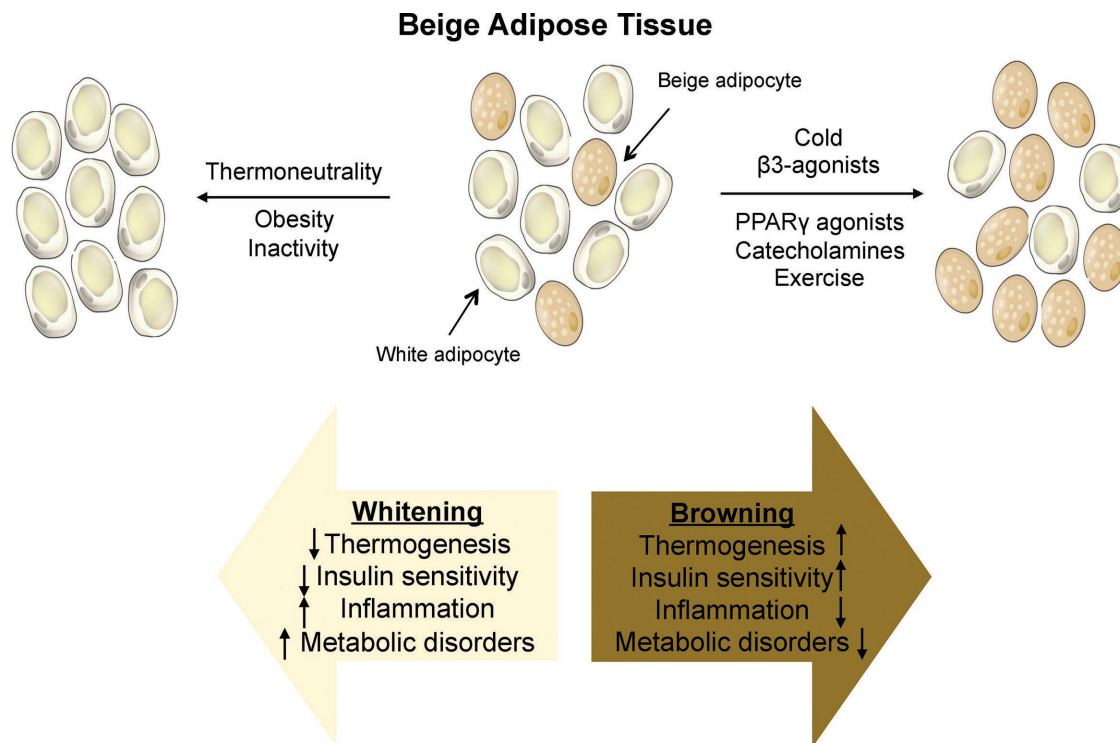 Beige Adipose Tissue
Beige adipocyte
Thermoneutrality
Obesity
Inactivity
Cold
β3-agonists
PPARγ agonists
Catecholamines
Exercise
White adipocyte
Whitening
↓ Thermogenesis
↓ Insulin sensitivity
↑ Inflammation
↑ Metabolic disorders
Browning
Thermogenesis ↑
Insulin sensitivity ↑
Inflammation ↓
Metabolic disorders ↓